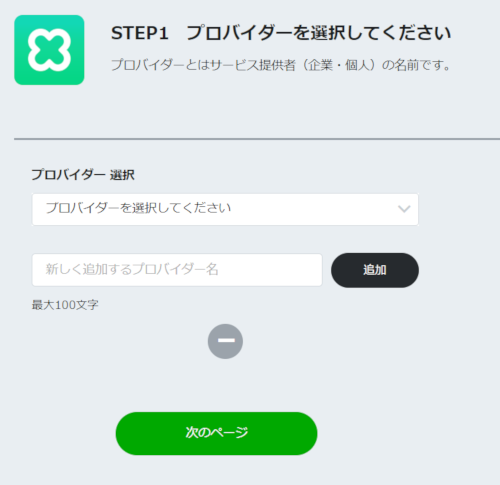 STEP1 プロバイダーを選択してください
プロバイダーとはサービス提供者（企業・個人）の名前です。
プロバイダー 選択
プロバイダーを選択してください
新しく追加するプロバイダー名
追加
最大100文字
次のページ